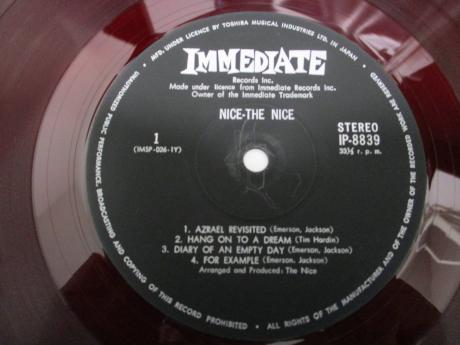 MFD. UNDER LICENCE BY TOSHIBA MUSICAL INDUSTRIES LTD. IN JAPAN • ALL RIGHTS OF THE MANUFACTURER AND OF THE OWNER OF THE RECORDED WORK ARE RESERVED
UNAUTHORIZED PUBLIC PERFORMANCE, BROADCASTING AND COPYING OF THIS RECORD PROHIBITED •
IMMEDIATE
Records Inc.
Made under licence from Immediate Records Inc.
Owner of the Immediate Trademark
NICE-THE NICE
1
(IMSP-026-1Y)
STEREO
IP-8839
33⅓ r. p. m.
1. AZRAEL REVISITED (Emerson, Jackson)
2. HANG ON TO A DREAM (Tim Hardin)
3. DIARY OF AN EMPTY DAY (Emerson, Jackson)
4. FOR EXAMPLE (Emerson, Jackson)
Arranged and Produced: The Nice